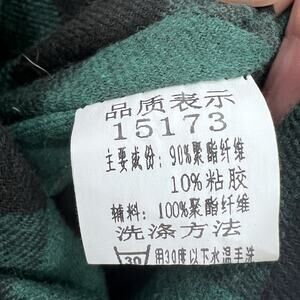 品质表示
15173
主要成份: 90%聚酯纤维
10%粘胶
辅料: 100%聚酯纤维
洗涤方法
30 用30度以下水温手洗